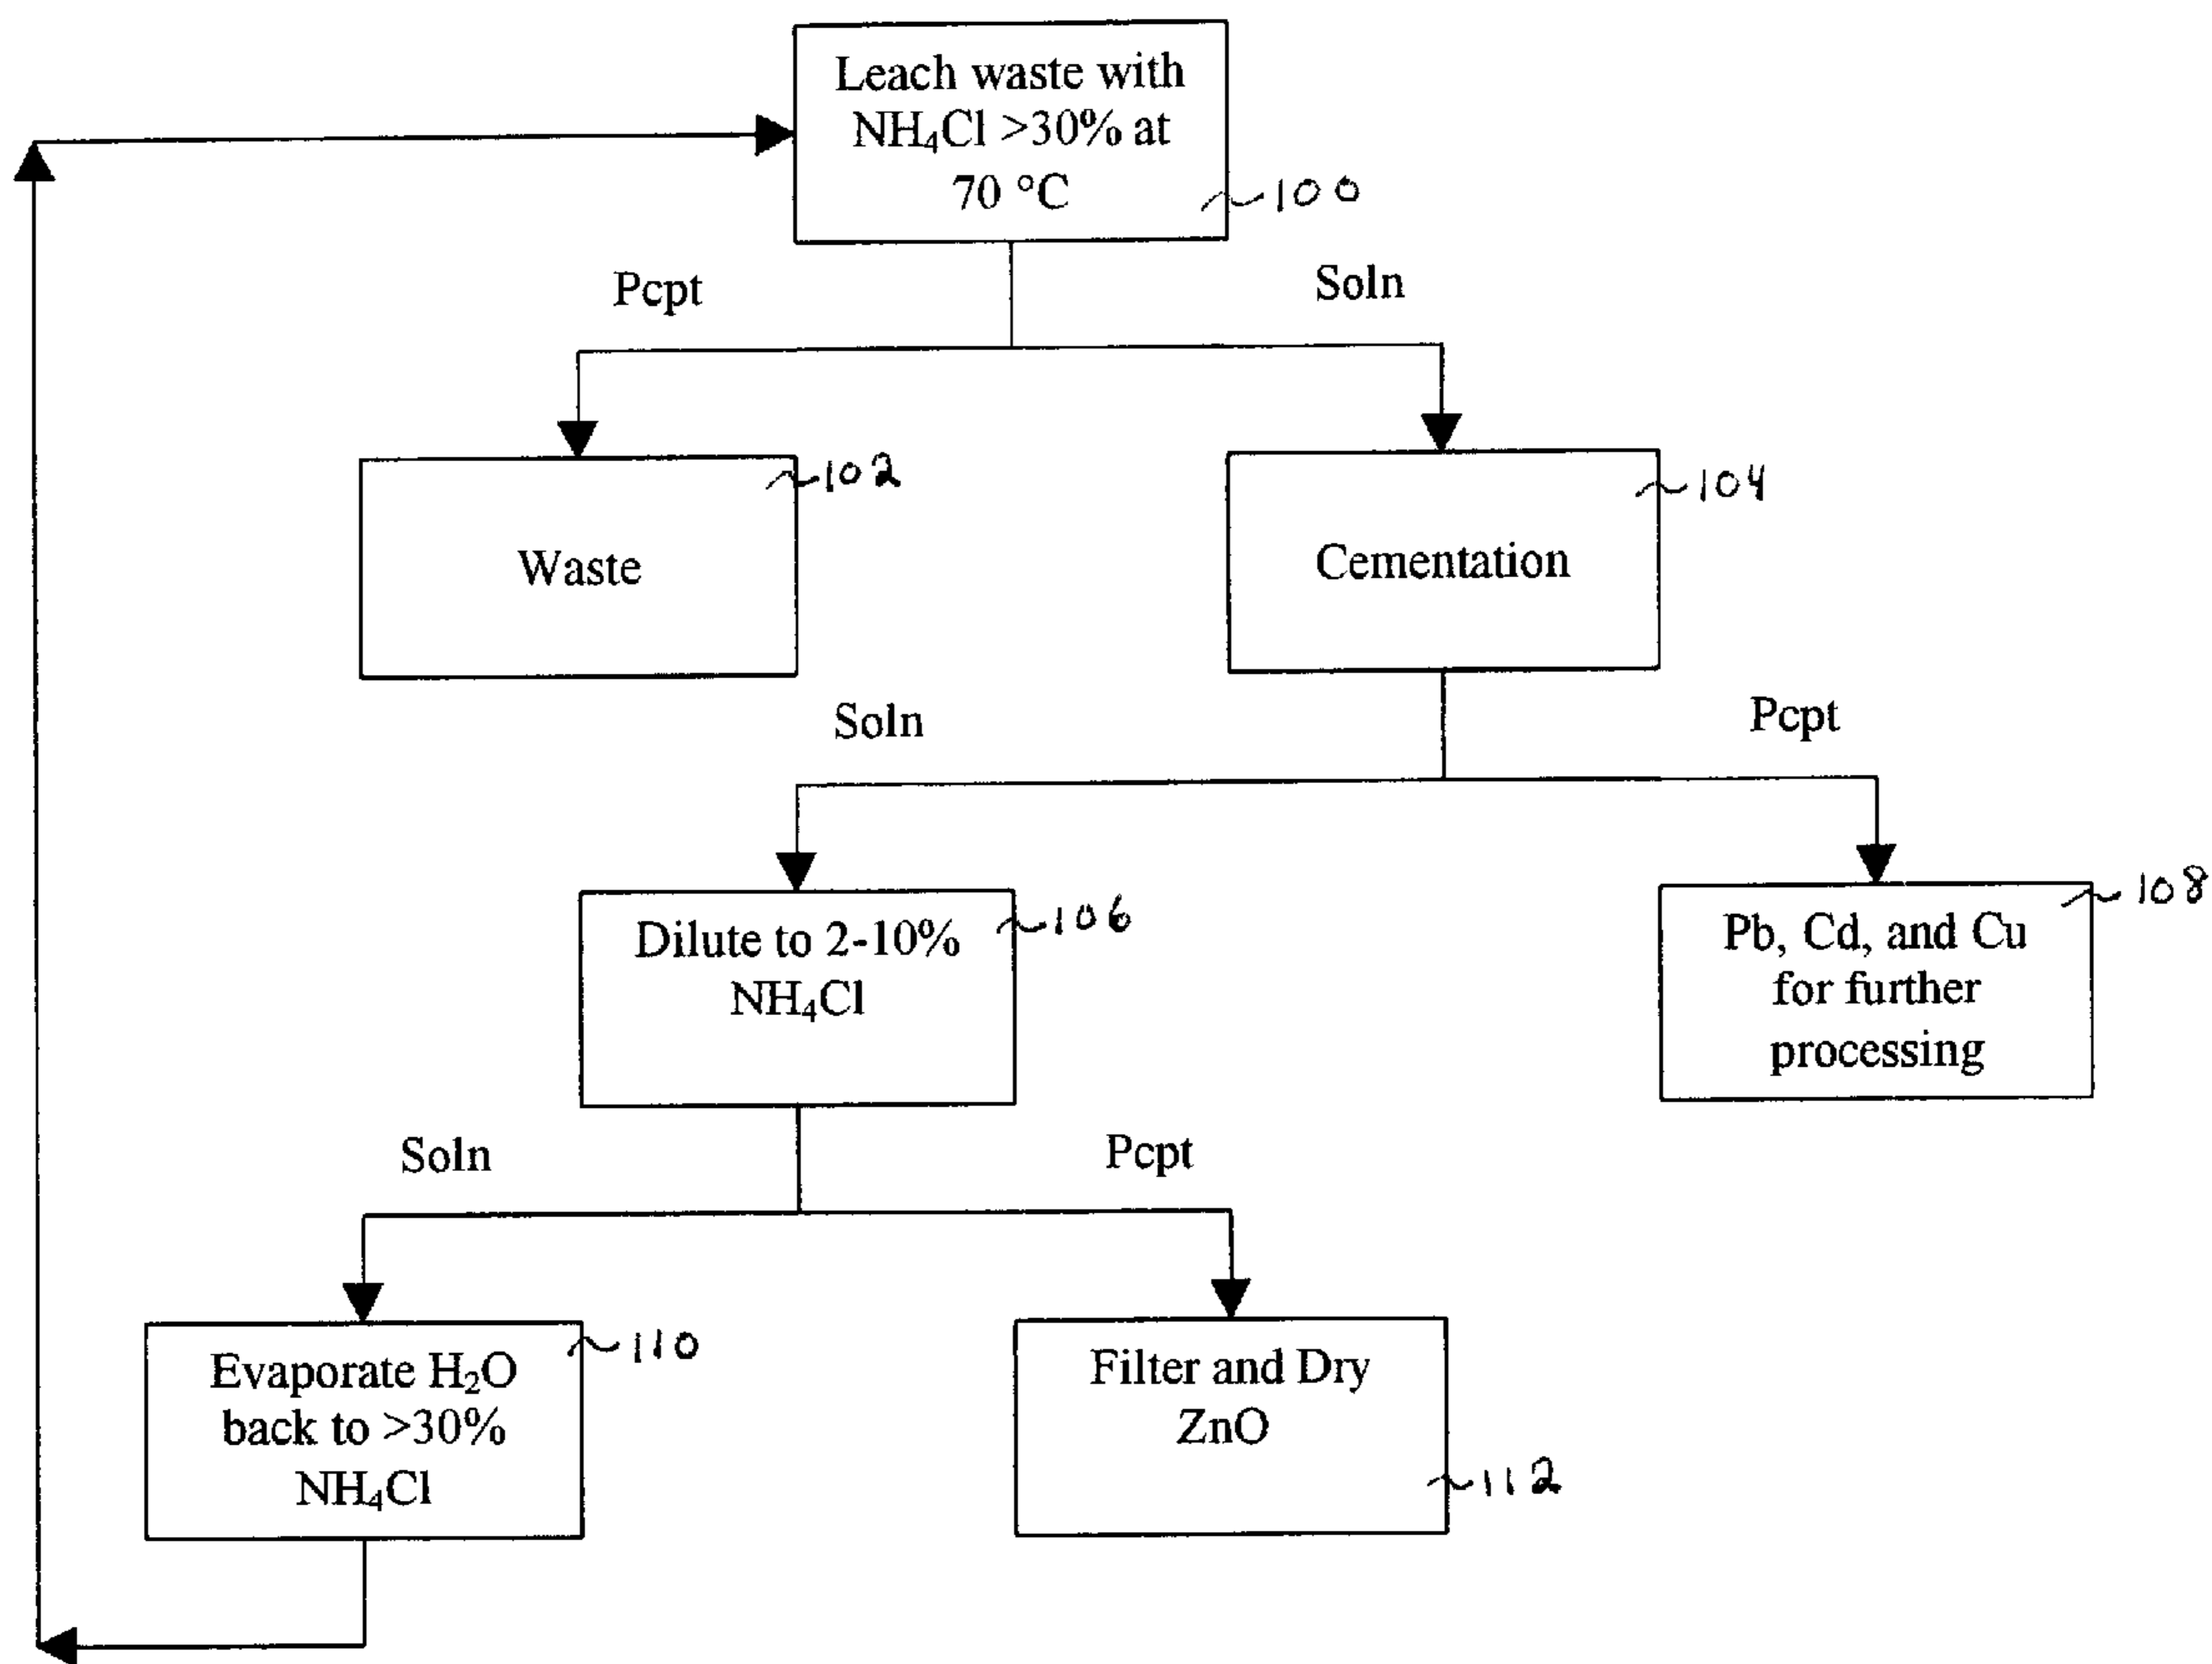 Leach waste with
NH₄Cl >30% at
70 °C
100
Pcpt
Soln
102
Waste
104
Cementation
Soln
Pcpt
106
Dilute to 2-10%
NH₄Cl
108
Pb, Cd, and Cu
for further
processing
Soln
Pcpt
110
Evaporate H₂O
back to >30%
NH₄Cl
Filter and Dry
ZnO
112